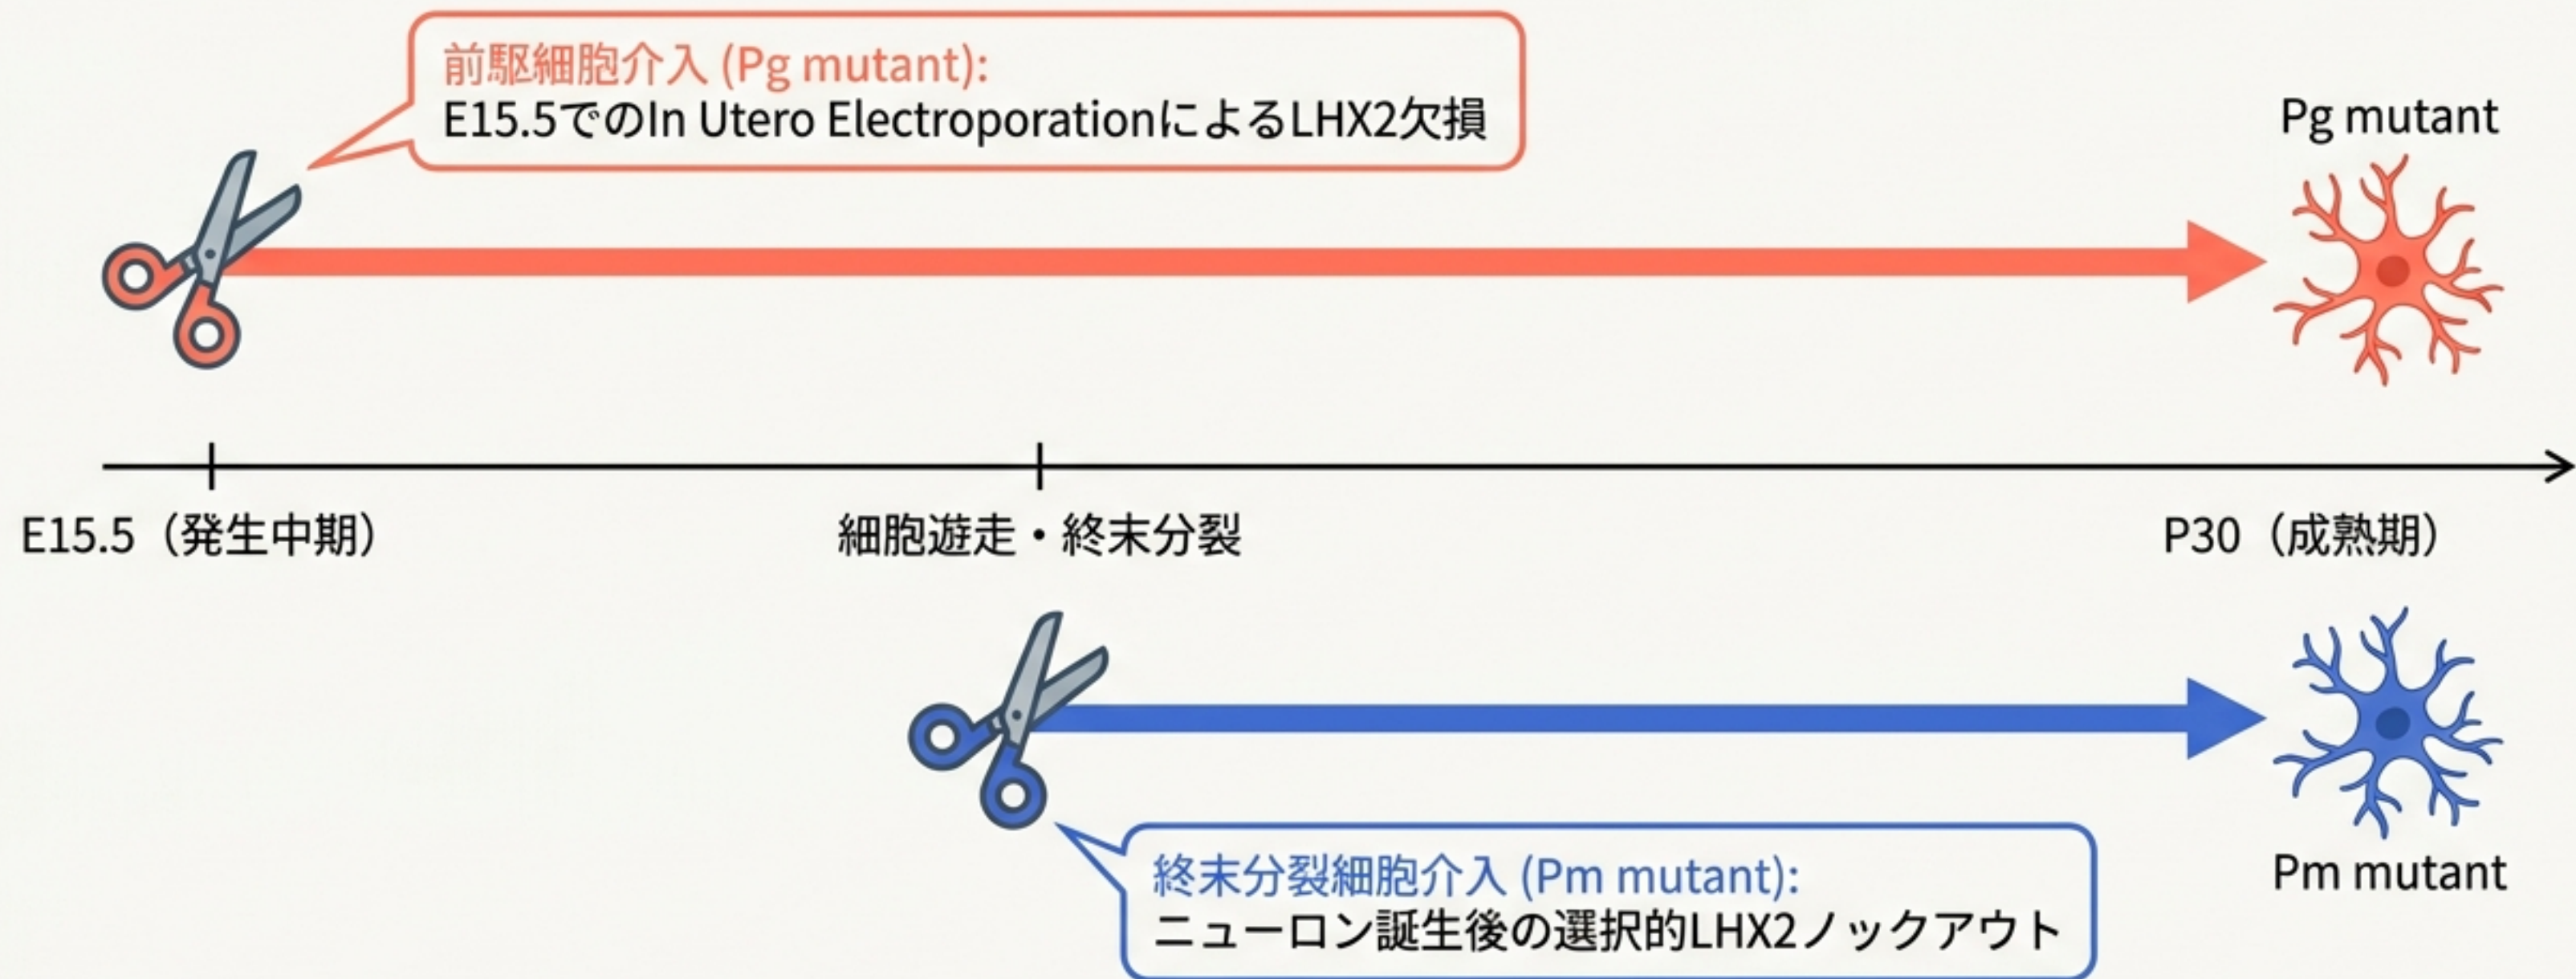 前駆細胞介入 (Pg mutant):
E15.5でのIn Utero ElectroporationによるLHX2欠損
Pg mutant
E15.5（発生中期）
細胞遊走・終末分裂
P30（成熟期）
終末分裂細胞介入 (Pm mutant):
ニューロン誕生後の選択的LHX2ノックアウト
Pm mutant